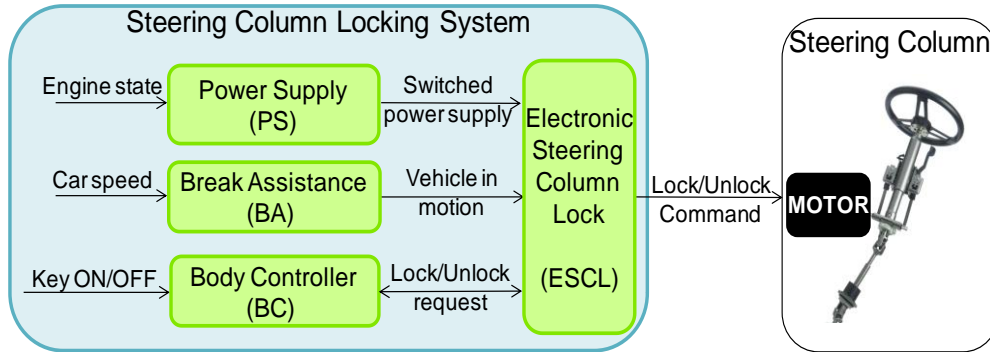 Steering Column Locking System
Engine state
Power Supply
(PS)
Switched
power supply
Car speed
Break Assistance
(BA)
Vehicle in
motion
Key ON/OFF
Body Controller
(BC)
Lock/Unlock
request
Electronic
Steering
Column
Lock
(ESCL)
Lock/Unlock
Command
Steering Column
MOTOR